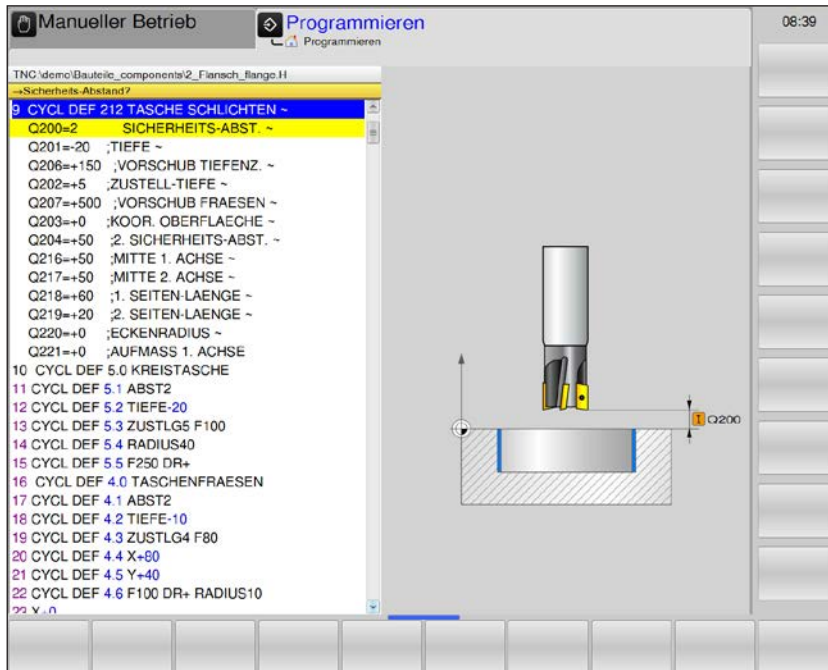 Manueller Betrieb
Programmieren
Programmieren
08:39
TNC:\demo\Bauteile_components\2_Flansch_flange.H
→Sicherheits-Abstand?
9 CYCL DEF 212 TASCHE SCHLICHTEN ~
Q200=2 SICHERHEITS-ABST. ~
Q201=-20 ;TIEFE ~
Q206=+150 ;VORSCHUB TIEFENZ. ~
Q202=+5 ;ZUSTELL-TIEFE ~
Q207=+500 ;VORSCHUB FRAESEN ~
Q203=+0 ;KOOR. OBERFLAECHE ~
Q204=+50 ;2. SICHERHEITS-ABST. ~
Q216=+50 ;MITTE 1. ACHSE ~
Q217=+50 ;MITTE 2. ACHSE ~
Q218=+60 ;1. SEITEN-LAENGE ~
Q219=+20 ;2. SEITEN-LAENGE ~
Q220=+0 ;ECKENRADIUS ~
Q221=+0 ;AUFMASS 1. ACHSE
10 CYCL DEF 5.0 KREISTASCHE
11 CYCL DEF 5.1 ABST2
12 CYCL DEF 5.2 TIEFE-20
13 CYCL DEF 5.3 ZUSTLG5 F100
14 CYCL DEF 5.4 RADIUS40
15 CYCL DEF 5.5 F250 DR+
16 CYCL DEF 4.0 TASCHENFRAESEN
17 CYCL DEF 4.1 ABST2
18 CYCL DEF 4.2 TIEFE-10
19 CYCL DEF 4.3 ZUSTLG4 F80
20 CYCL DEF 4.4 X+80
21 CYCL DEF 4.5 Y+40
22 CYCL DEF 4.6 F100 DR+ RADIUS10
23 X+0
I Q200